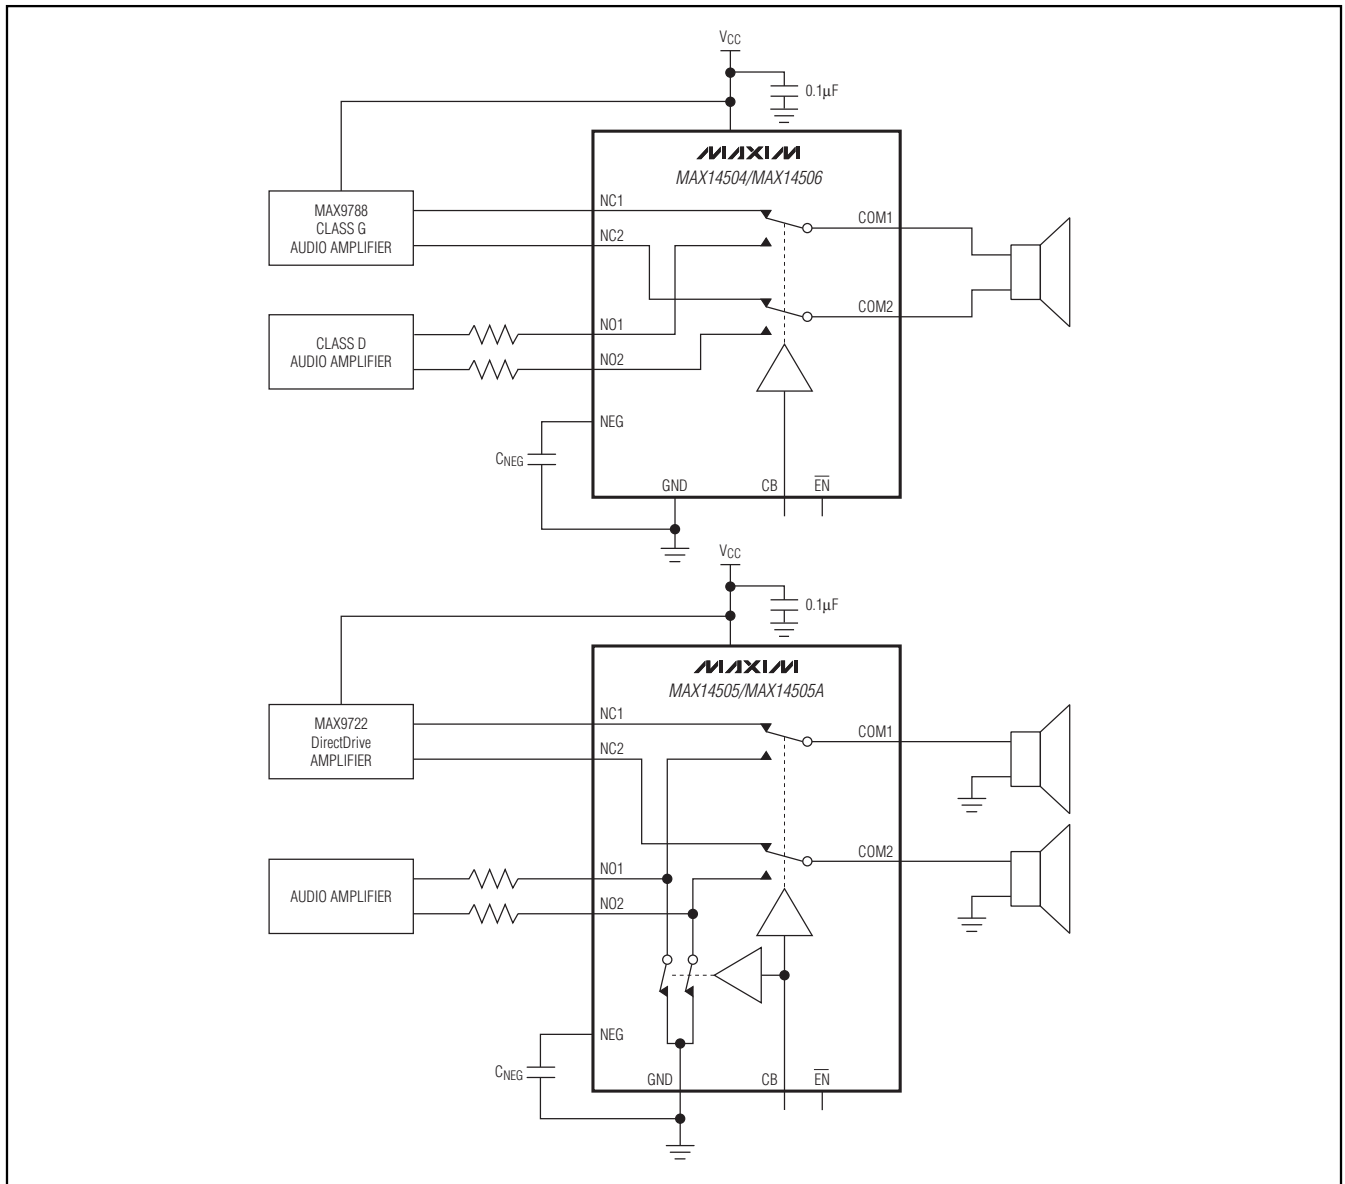 VCC
0.1μF
MAXIM
MAX14504/MAX14506
MAX9788
CLASS G
AUDIO AMPLIFIER
NC1
NC2
COM1
COM2
CLASS D
AUDIO AMPLIFIER
NO1
NO2
NEG
CNEG
GND
CB
EN
VCC
0.1μF
MAXIM
MAX14505/MAX14505A
MAX9722
DirectDrive
AMPLIFIER
NC1
NC2
COM1
COM2
AUDIO AMPLIFIER
NO1
NO2
NEG
CNEG
GND
CB
EN